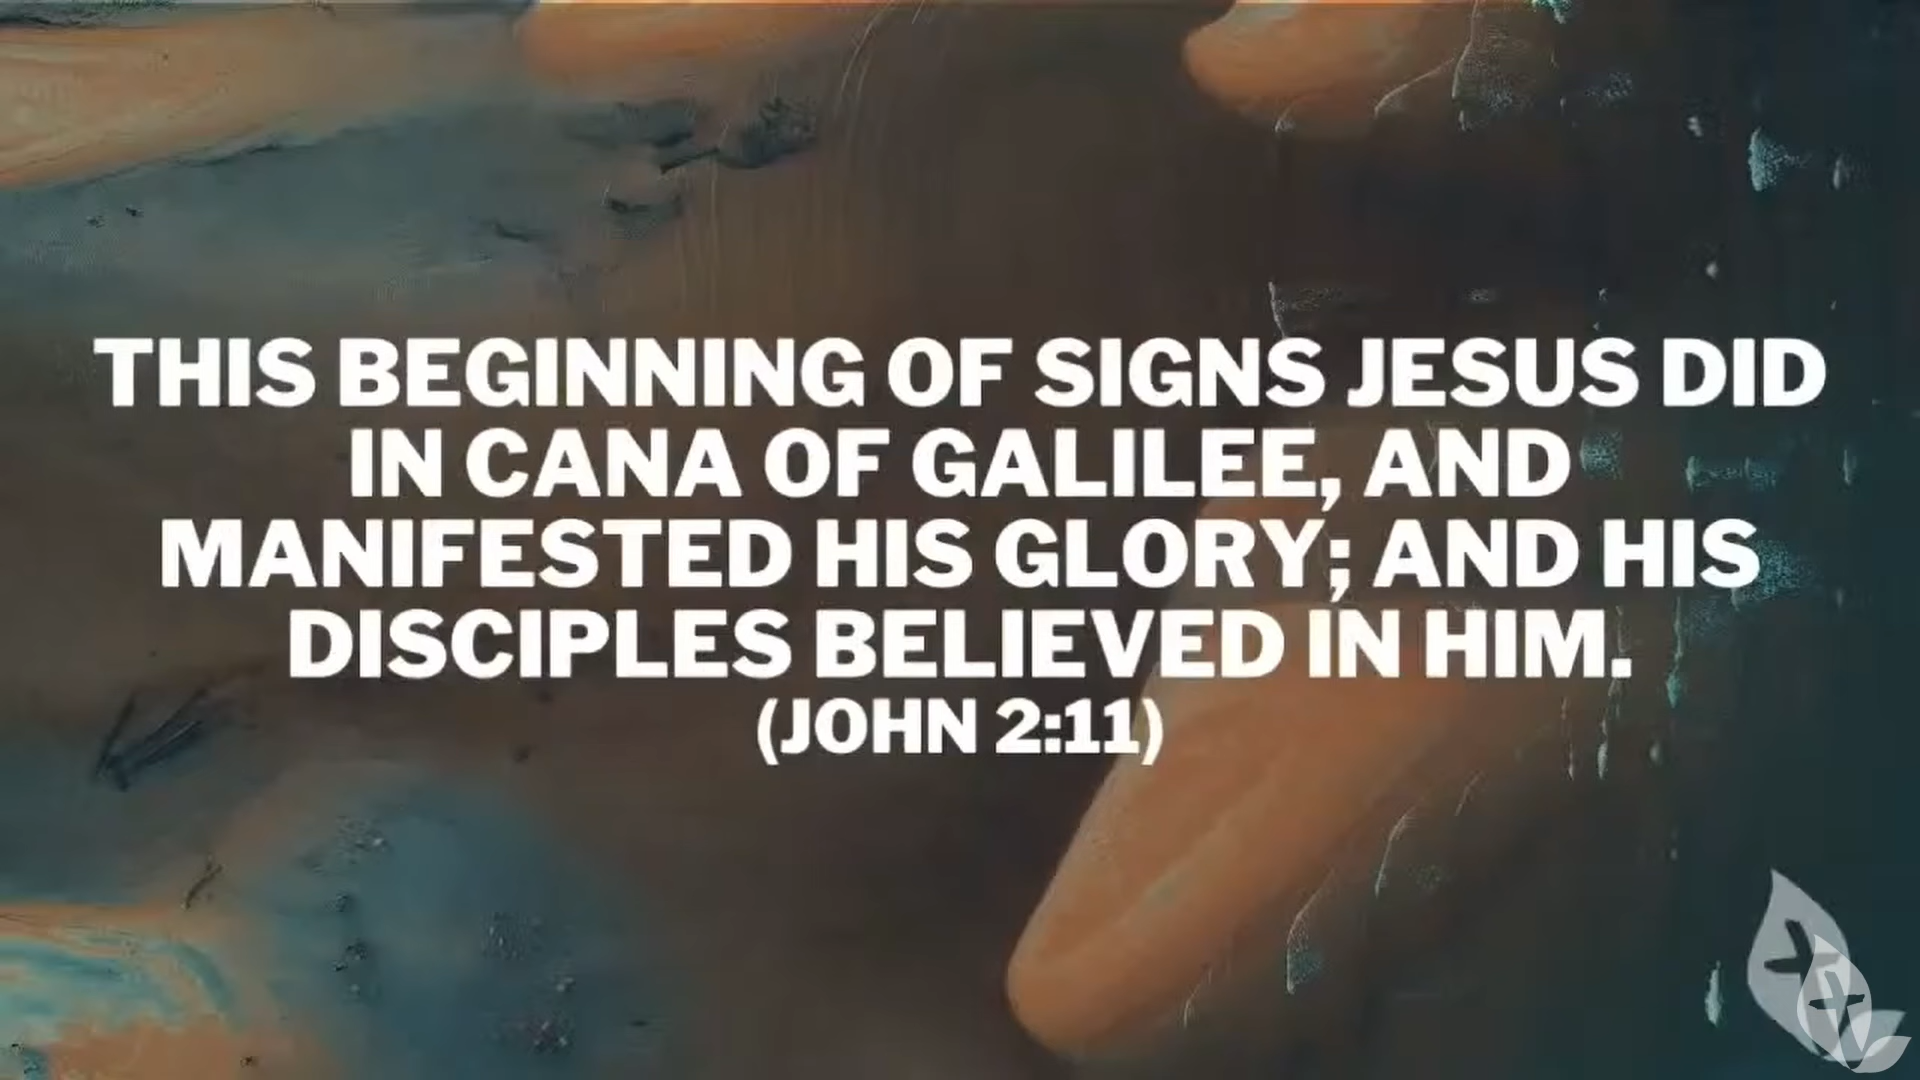 THIS BEGINNING OF SIGNS JESUS DID
IN CANA OF GALILEE, AND
MANIFESTED HIS GLORY; AND HIS
DISCIPLES BELIEVED IN HIM.
(JOHN 2:11)